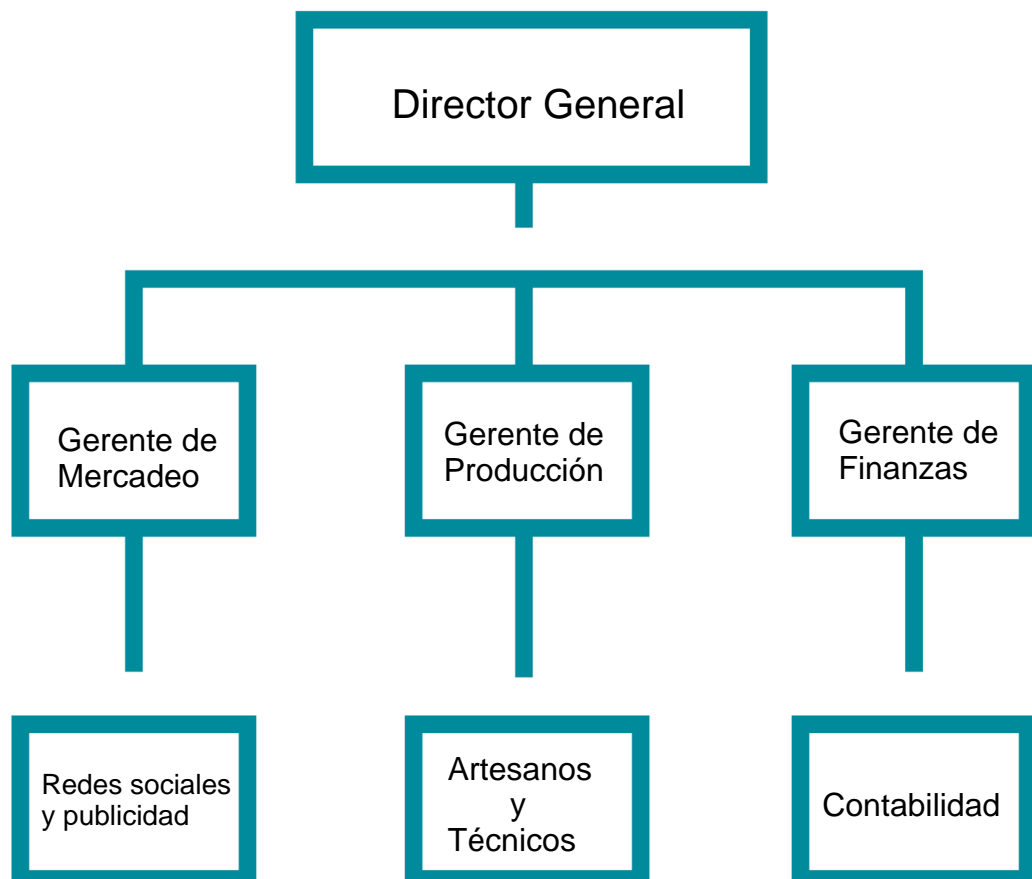 Director General
Gerente de
Mercadeo
Gerente de
Producción
Gerente de
Finanzas
Redes sociales
y publicidad
Artesanos
y
Técnicos
Contabilidad